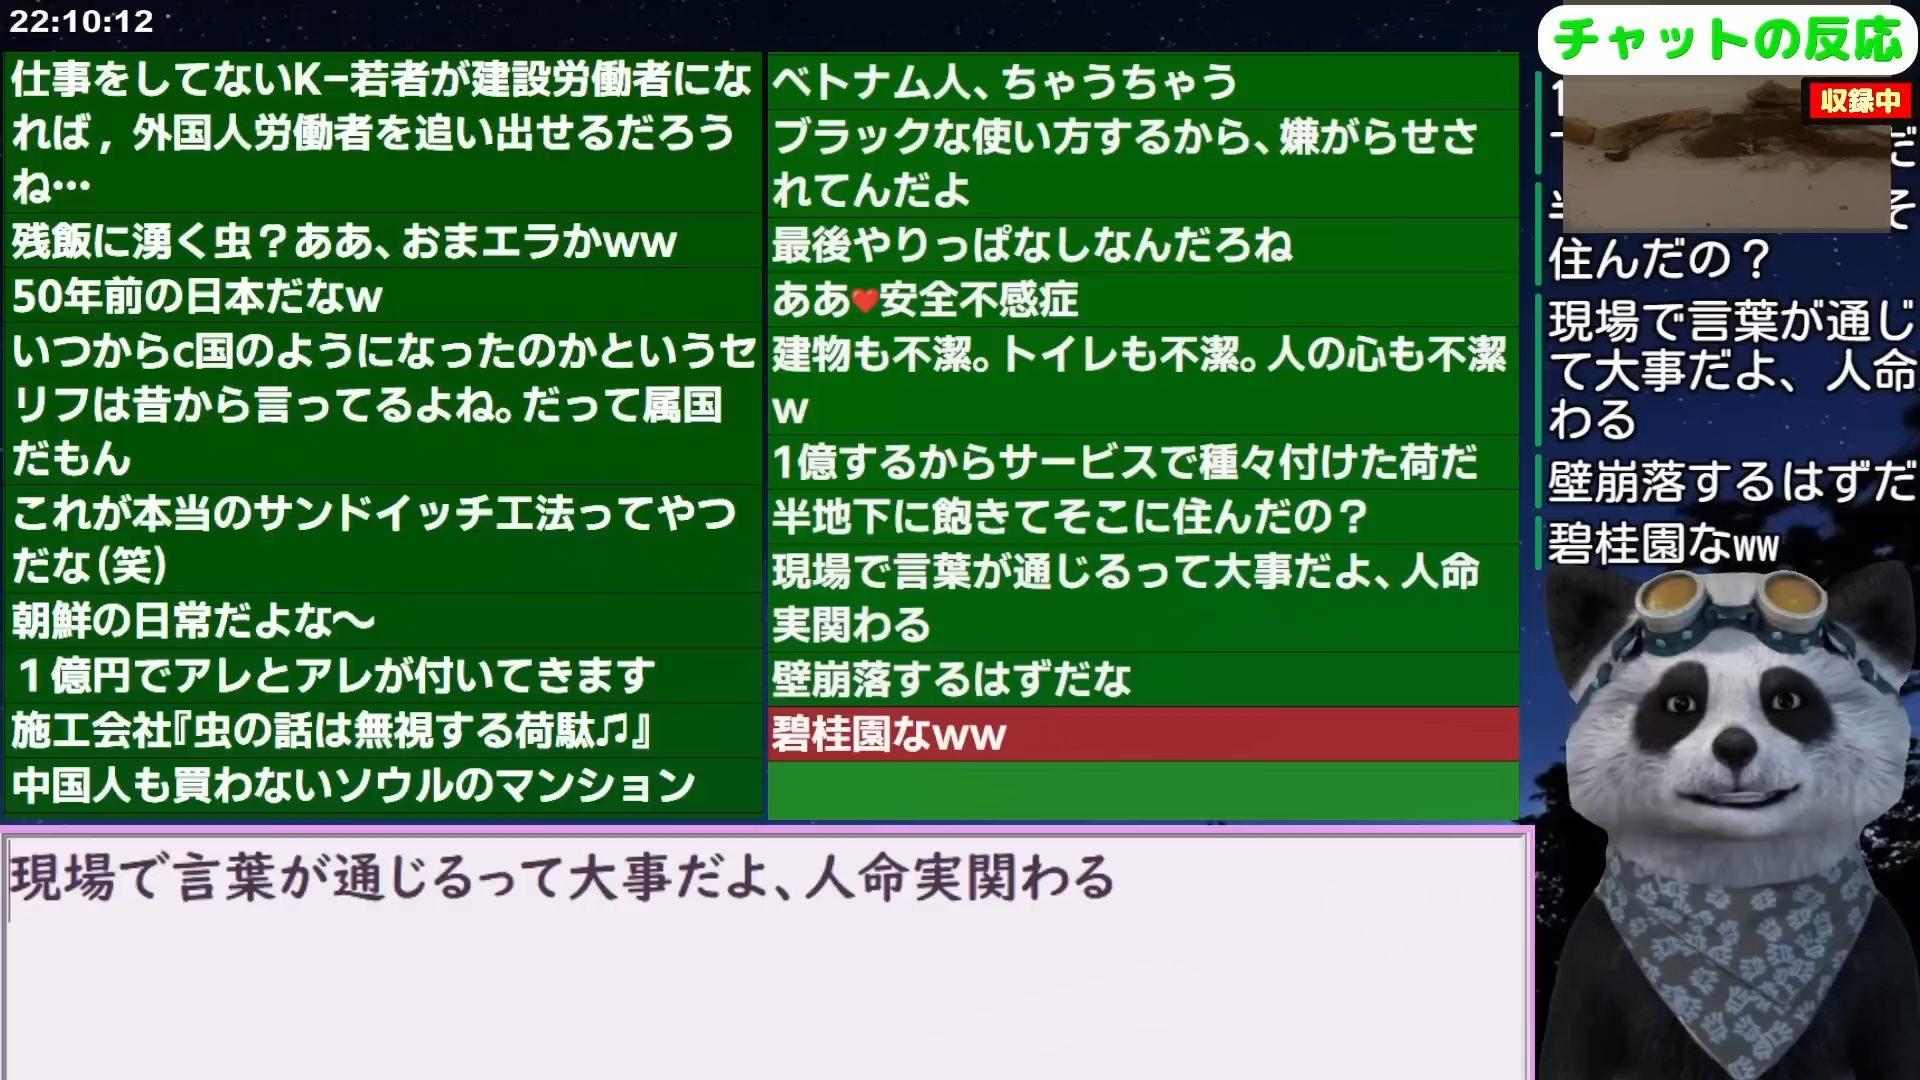 22:10:12
仕事をしてないK−若者が建設労働者にな
れば，外国人労働者を追い出せるだろう
ね…
残飯に湧く虫？ああ、おまエラかww
50年前の日本だなw
いつからc国のようになったのかというセ
リフは昔から言ってるよね。だって属国
だもん
これが本当のサンドイッチ工法ってやつ
だな(笑)
朝鮮の日常だよな〜
１億円でアレとアレが付いてきます
施工会社『虫の話は無視する荷駄♫』
中国人も買わないソウルのマンション
ベトナム人、ちゃうちゃう
ブラックな使い方するから、嫌がらせさ
れてんだよ
最後やりっぱなしなんだろね
ああ❤️安全不感症
建物も不潔。トイレも不潔。人の心も不潔
w
1億するからサービスで種々付けた荷だ
半地下に飽きてそこに住んだの？
現場で言葉が通じるって大事だよ、人命
実関わる
壁崩落するはずだな
碧桂園なww
現場で言葉が通じるって大事だよ、人命実関わる
チャットの反応
収録中
だ
そ
住んだの？
現場で言葉が通じ
て大事だよ、人命
わる
壁崩落するはずだ
碧桂園なww